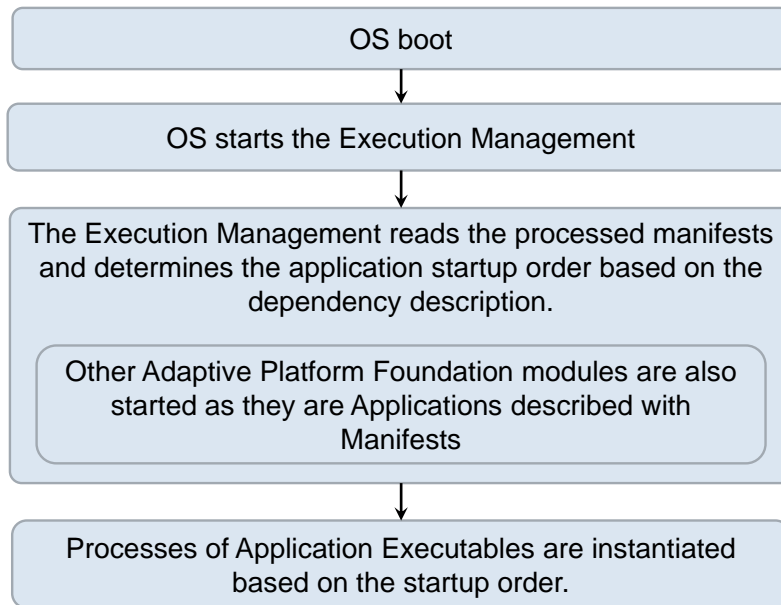 OS boot
OS starts the Execution Management
The Execution Management reads the processed manifests
and determines the application startup order based on the
dependency description.
Other Adaptive Platform Foundation modules are also
started as they are Applications described with
Manifests
Processes of Application Executables are instantiated
based on the startup order.